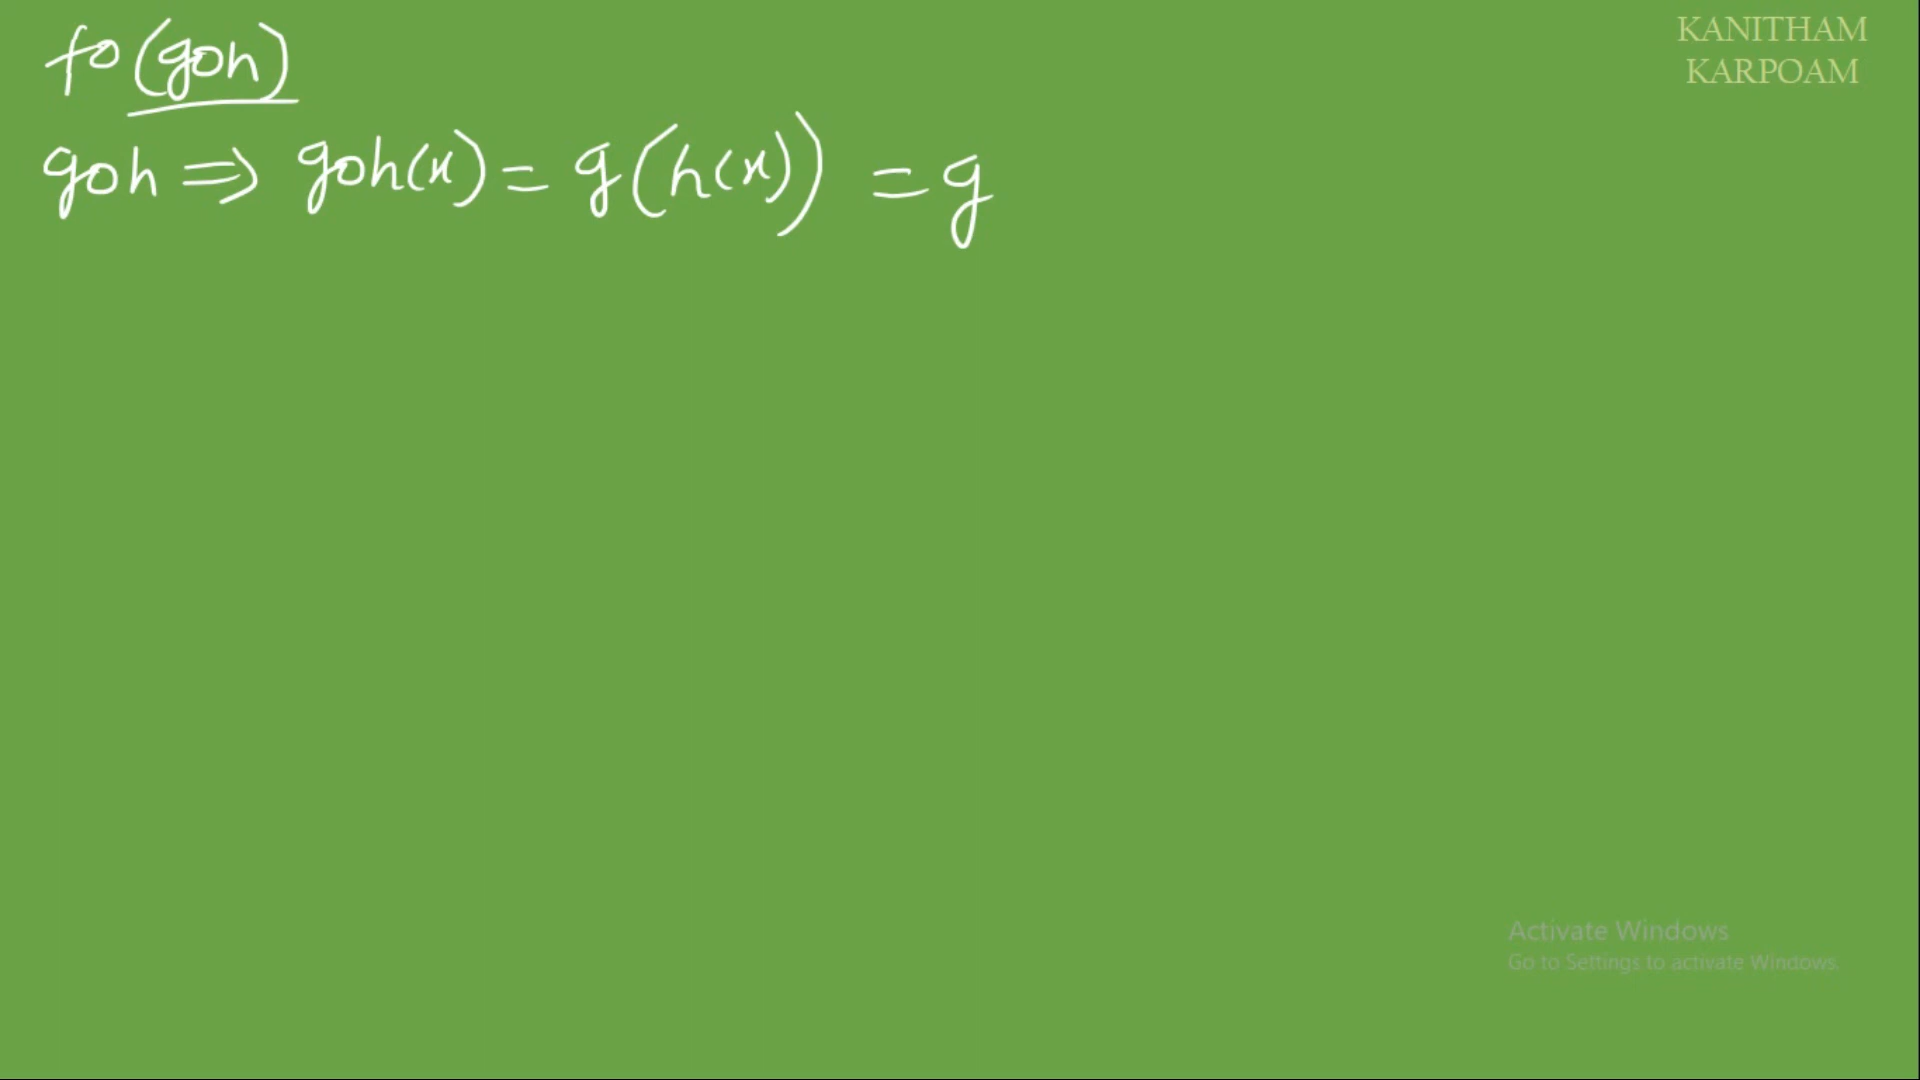 fo(goh)
goh ⇒ goh(x) = g(h(x)) = g
KANITHAM
KARPOAM
Activate Windows
Go to Settings to activate Windows.